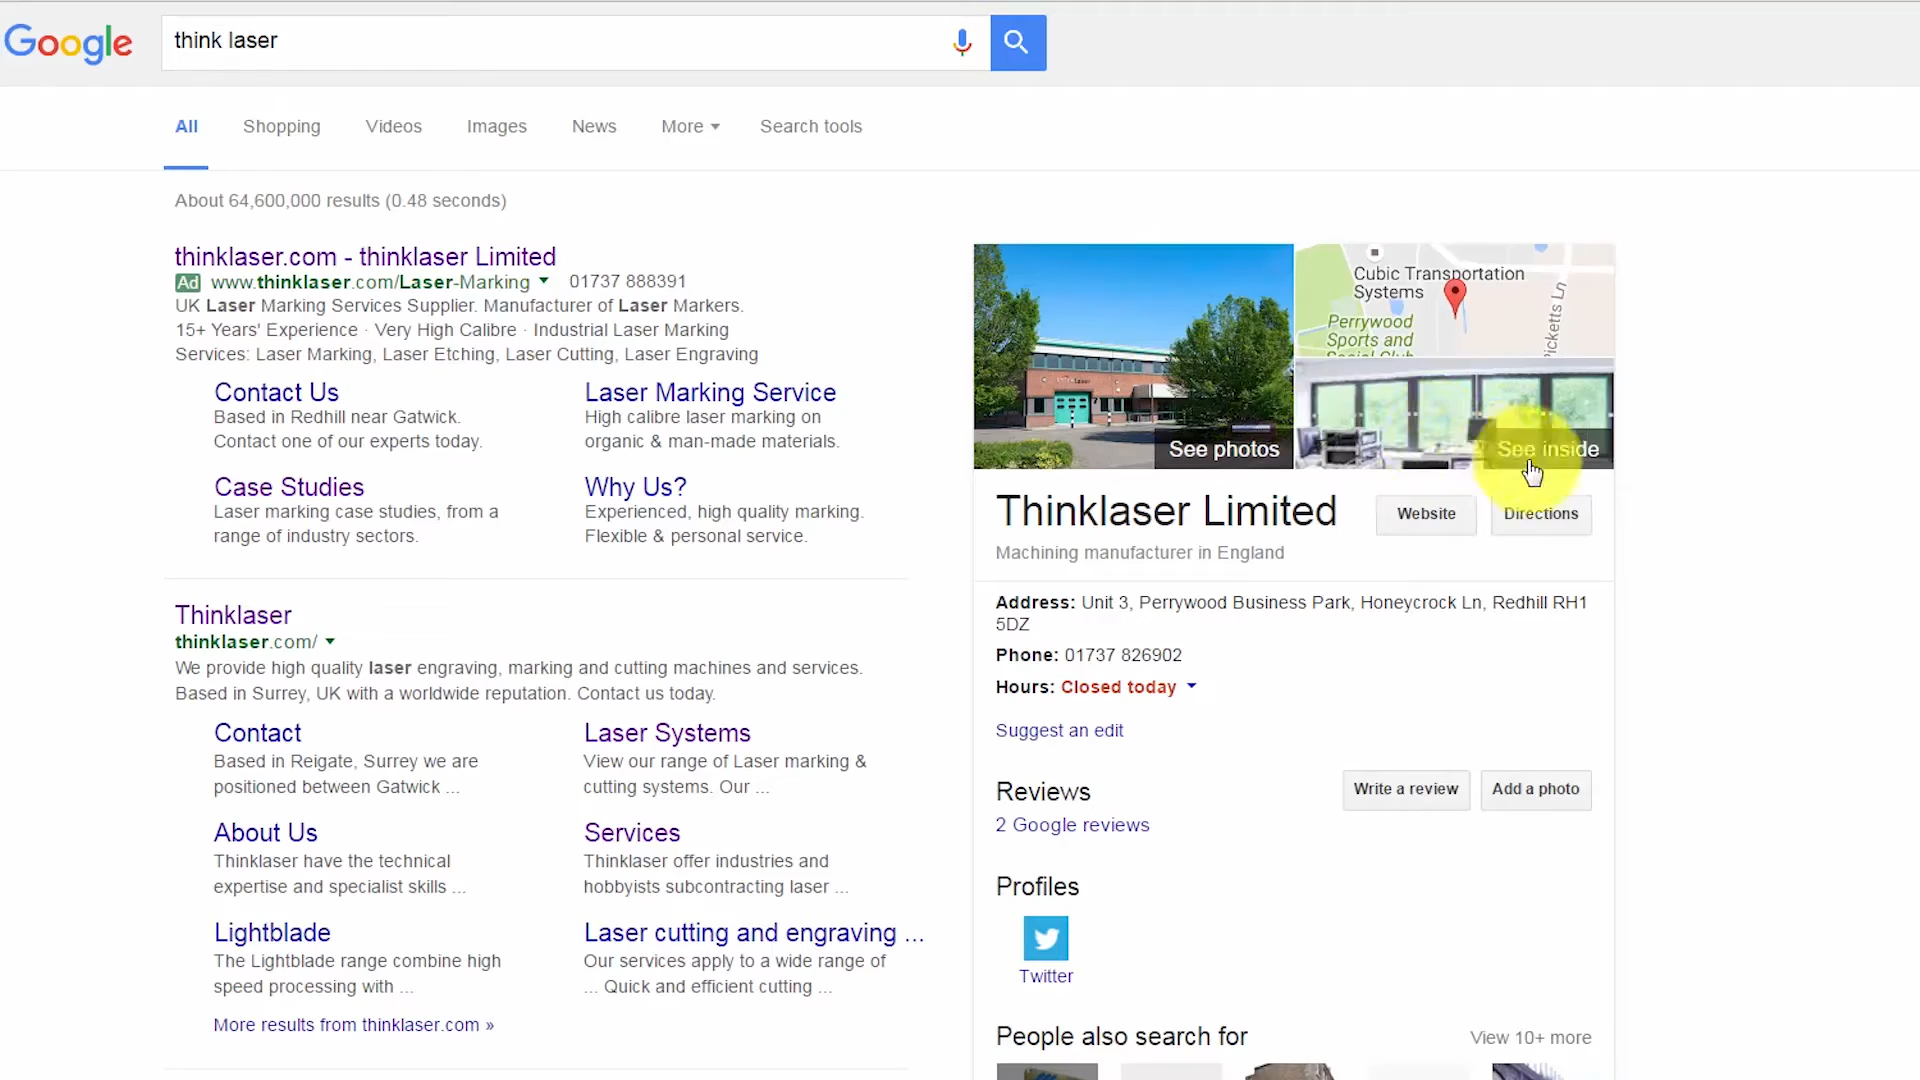 Google
think laser
All Shopping Videos Images News More Search tools
About 64,600,000 results (0.48 seconds)
thinklaser.com - thinklaser Limited
Ad www.thinklaser.com/Laser-Marking 01737 888391
UK Laser Marking Services Supplier. Manufacturer of Laser Markers.
15+ Years' Experience · Very High Calibre · Industrial Laser Marking
Services: Laser Marking, Laser Etching, Laser Cutting, Laser Engraving
Contact Us
Based in Redhill near Gatwick.
Contact one of our experts today.
Laser Marking Service
High calibre laser marking on
organic & man-made materials.
Case Studies
Laser marking case studies, from a
range of industry sectors.
Why Us?
Experienced, high quality marking.
Flexible & personal service.
Thinklaser
thinklaser.com/
We provide high quality laser engraving, marking and cutting machines and services.
Based in Surrey, UK with a worldwide reputation. Contact us today.
Contact
Based in Reigate, Surrey we are
positioned between Gatwick ...
Laser Systems
View our range of Laser marking &
cutting systems. Our ...
About Us
Thinklaser have the technical
expertise and specialist skills ...
Services
Thinklaser offer industries and
hobbyists subcontracting laser ...
Lightblade
The Lightblade range combine high
speed processing with ...
Laser cutting and engraving ...
Our services apply to a wide range of
... Quick and efficient cutting ...
More results from thinklaser.com »
See photos
Cubic Transportation
Systems
Perrywood
Sports and
Social Club
Picketts Ln
See inside
Thinklaser Limited
Website
Directions
Machining manufacturer in England
Address: Unit 3, Perrywood Business Park, Honeycrock Ln, Redhill RH1
5DZ
Phone: 01737 826902
Hours: Closed today
Suggest an edit
Reviews
Write a review
Add a photo
2 Google reviews
Profiles
Twitter
People also search for
View 10+ more